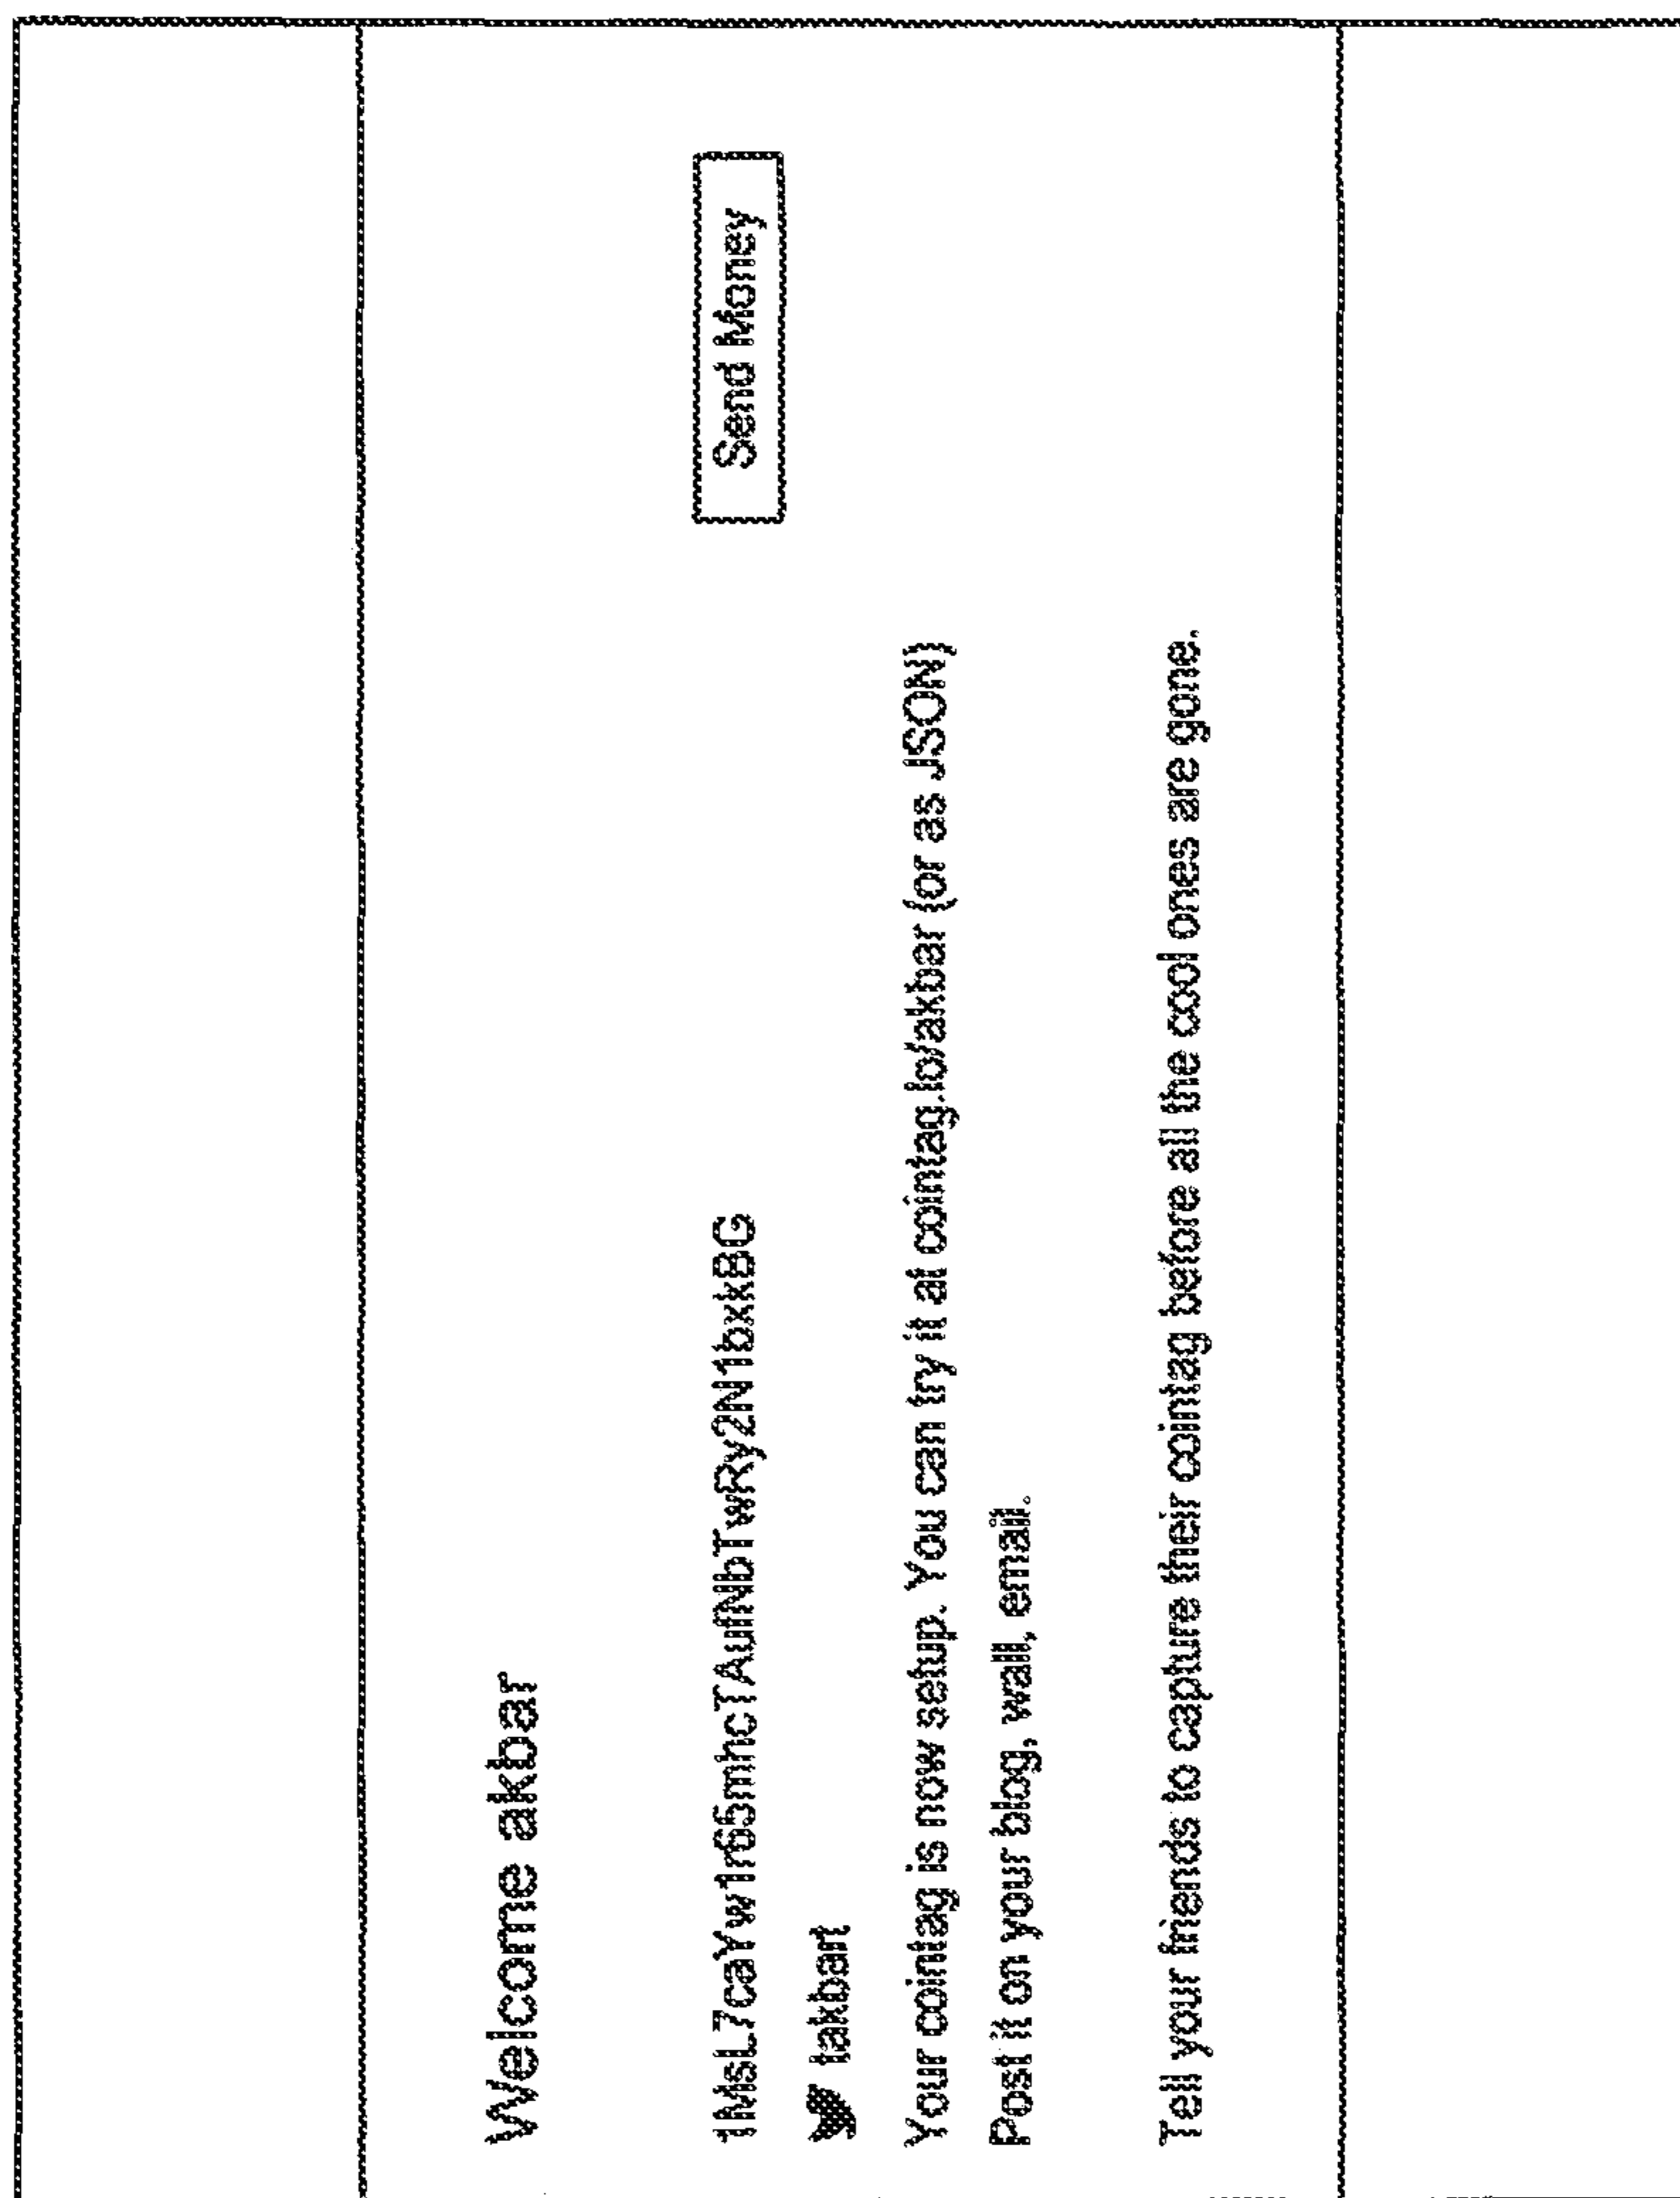 Welcome akbar
Send Money
takbart
Your cointag is now setup. You can try it at cointag.io/akbar (or as JSON)
Post it on your blog, wall, email.
Tell your friends to capture their cointag before all the cool ones are gone.